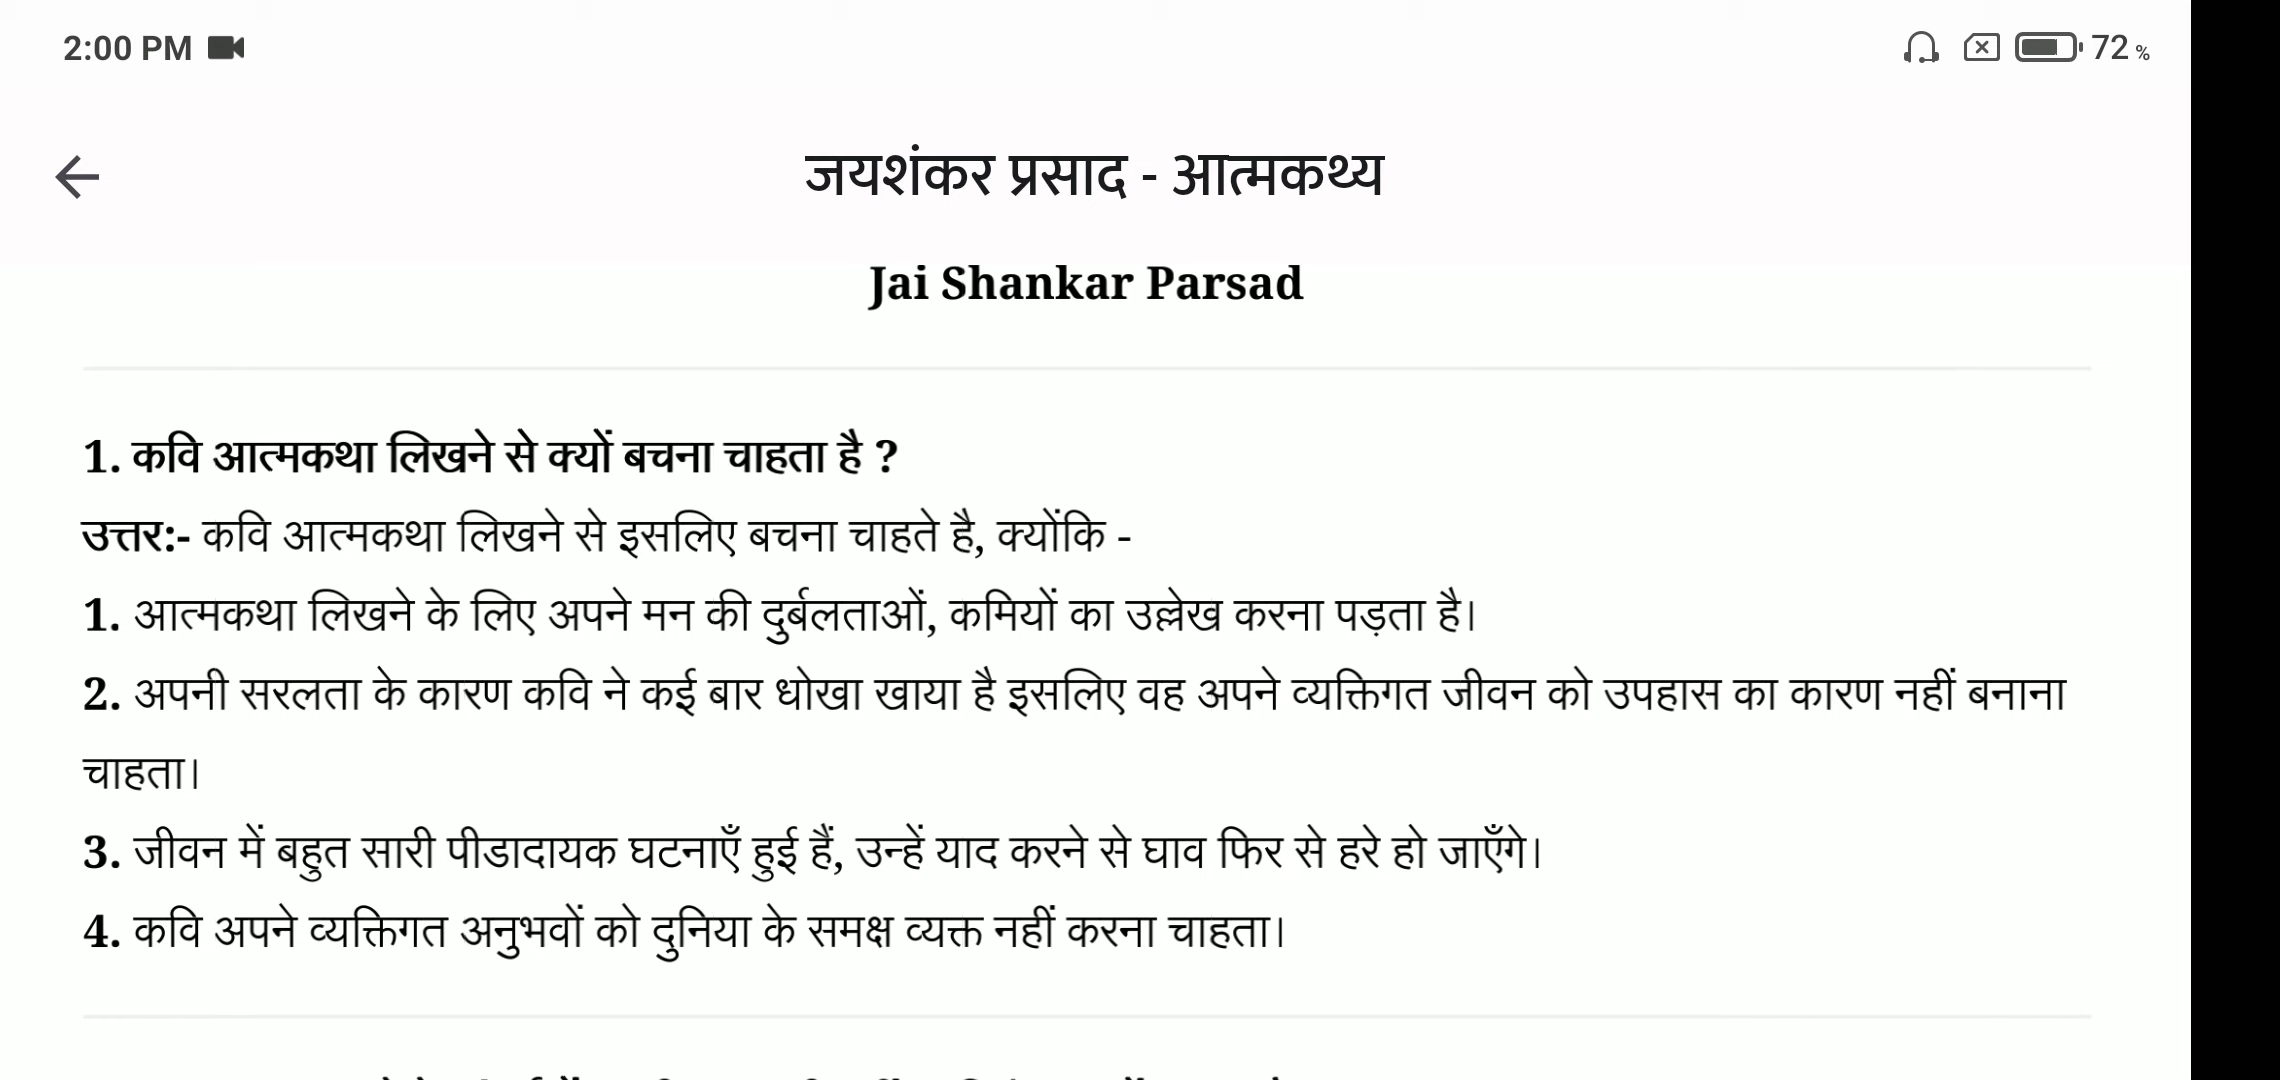 2:00 PM
72 %
जयशंकर प्रसाद - आत्मकथ्य
Jai Shankar Parsad
1. कवि आत्मकथा लिखने से क्यों बचना चाहता है ?
उत्तर:- कवि आत्मकथा लिखने से इसलिए बचना चाहते है, क्योंकि -
1. आत्मकथा लिखने के लिए अपने मन की दुर्बलताओं, कमियों का उल्लेख करना पड़ता है।
2. अपनी सरलता के कारण कवि ने कई बार धोखा खाया है इसलिए वह अपने व्यक्तिगत जीवन को उपहास का कारण नहीं बनाना
चाहता।
3. जीवन में बहुत सारी पीडादायक घटनाएँ हुई हैं, उन्हें याद करने से घाव फिर से हरे हो जाएँगे।
4. कवि अपने व्यक्तिगत अनुभवों को दुनिया के समक्ष व्यक्त नहीं करना चाहता।